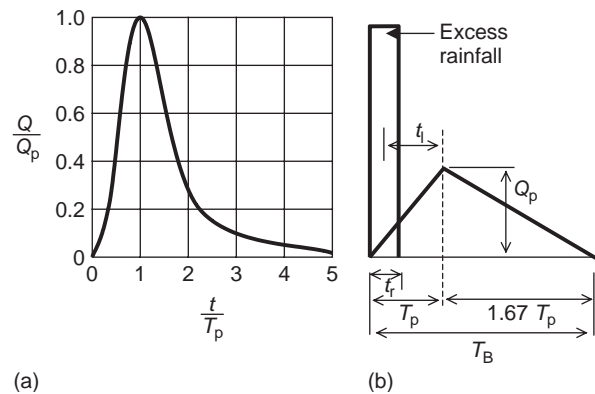 1.0
0.8
0.6
0.4
0.2
0
Q
Qp
0 1 2 3 4 5
t
Tp
(a)
Excess
rainfall
tl
Qp
tr
Tp
1.67 Tp
TB
(b)